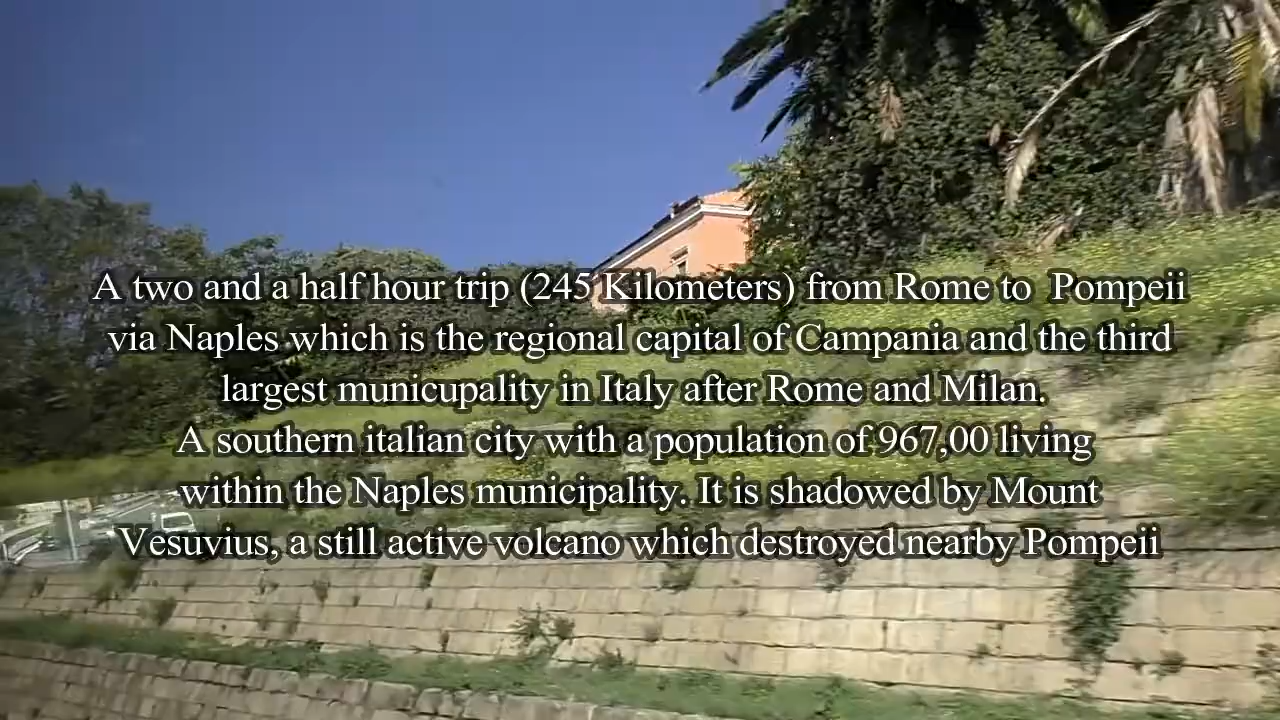 A two and a half hour trip (245 Kilometers) from Rome to  Pompeii
via Naples which is the regional capital of Campania and the third
largest municupality in Italy after Rome and Milan.
A southern italian city with a population of 967,00 living
within the Naples municipality. It is shadowed by Mount
Vesuvius, a still active volcano which destroyed nearby Pompeii